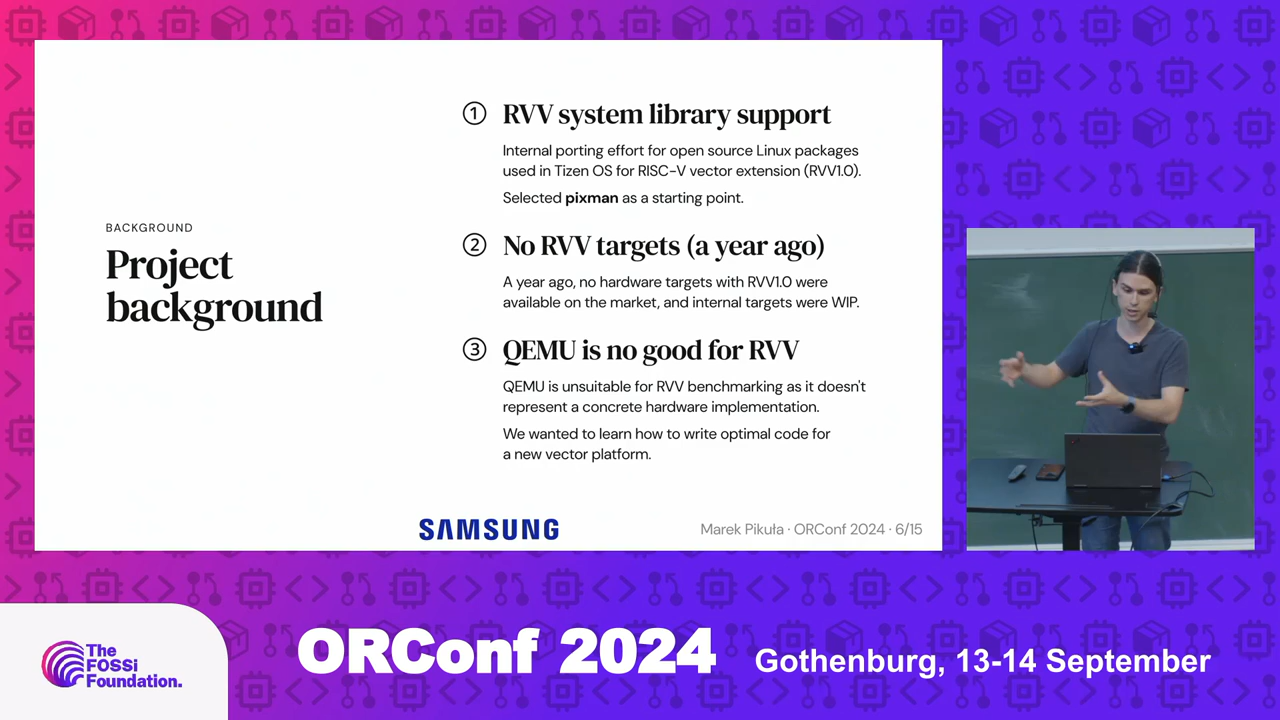 BACKGROUND
Project
background
① RVV system library support
Internal porting effort for open source Linux packages
used in Tizen OS for RISC-V vector extension (RVV1.0).
Selected pixman as a starting point.
② No RVV targets (a year ago)
A year ago, no hardware targets with RVV1.0 were
available on the market, and internal targets were WIP.
③ QEMU is no good for RVV
QEMU is unsuitable for RVV benchmarking as it doesn't
represent a concrete hardware implementation.
We wanted to learn how to write optimal code for
a new vector platform.
SAMSUNG
Marek Pikuła · ORConf 2024 · 6/15
The
FOSSi
Foundation.
ORConf 2024
Gothenburg, 13-14 September